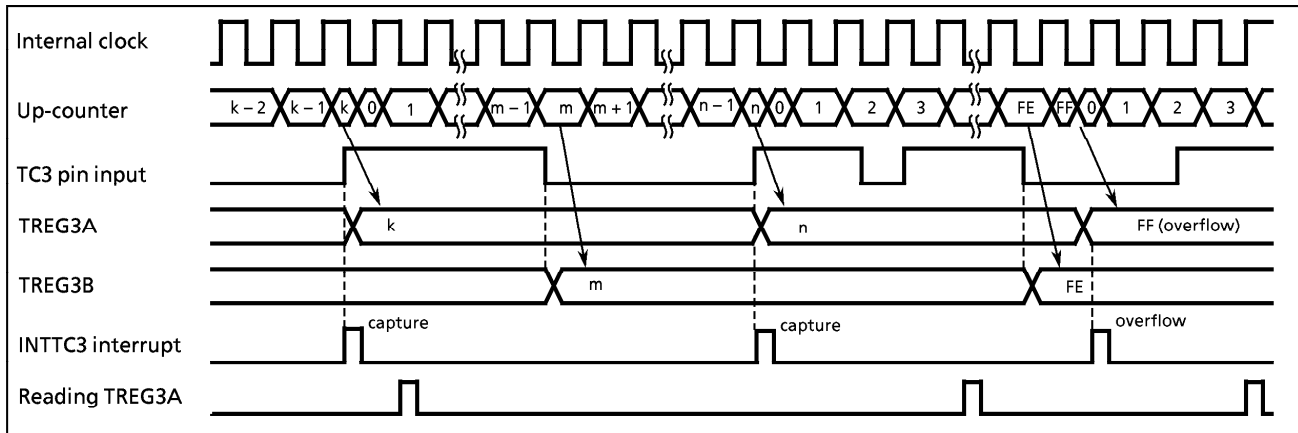 Internal clock
Up-counter
k – 2 k – 1 k 0 1 m – 1 m m + 1 n – 1 n 0 1 2 3 FE FF 0 1 2 3
TC3 pin input
TREG3A
k n FF (overflow)
TREG3B
m FE
capture capture overflow
INTTC3 interrupt
Reading TREG3A